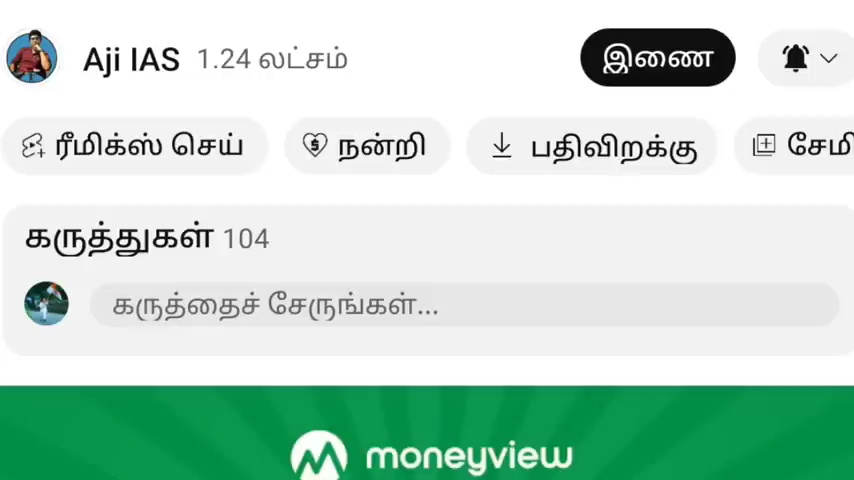 Aji IAS 1.24 லட்சம் இணை
ரீமிக்ஸ் செய் நன்றி பதிவிறக்கு சேமி
கருத்துகள் 104
கருத்தைச் சேருங்கள்...
moneyview